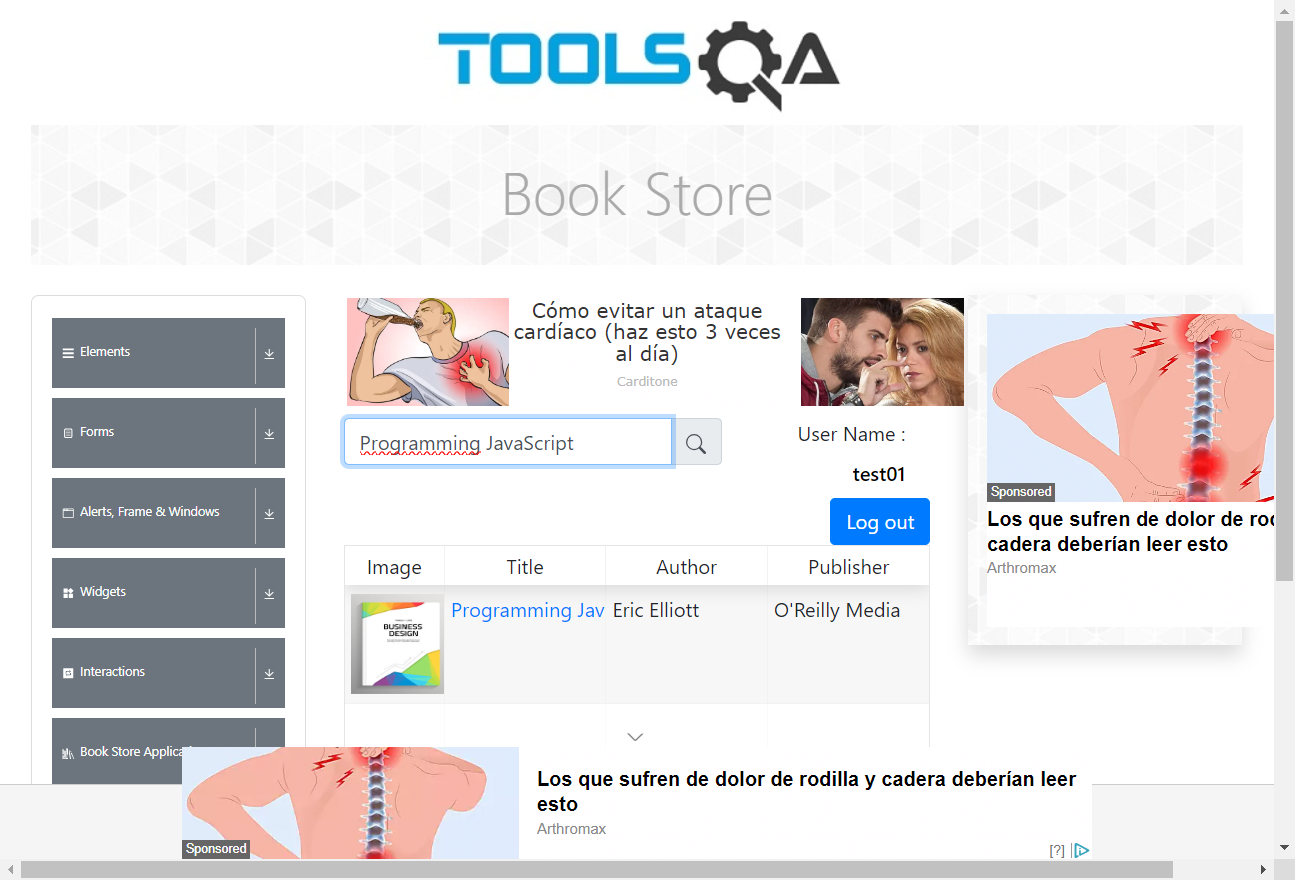 TOOLSQA
Book Store
Elements
Forms
Alerts, Frame & Windows
Widgets
Interactions
Book Store Applica
Cómo evitar un ataque
cardíaco (haz esto 3 veces
al día)
Carditone
Programming JavaScript
User Name :
test01
Log out
Image Title Author Publisher
BUSINESS
DESIGN
Programming Jav Eric Elliott O'Reilly Media
Sponsored
Los que sufren de dolor de rod
cadera deberían leer esto
Arthromax
Sponsored
Los que sufren de dolor de rodilla y cadera deberían leer
esto
Arthromax
[?]